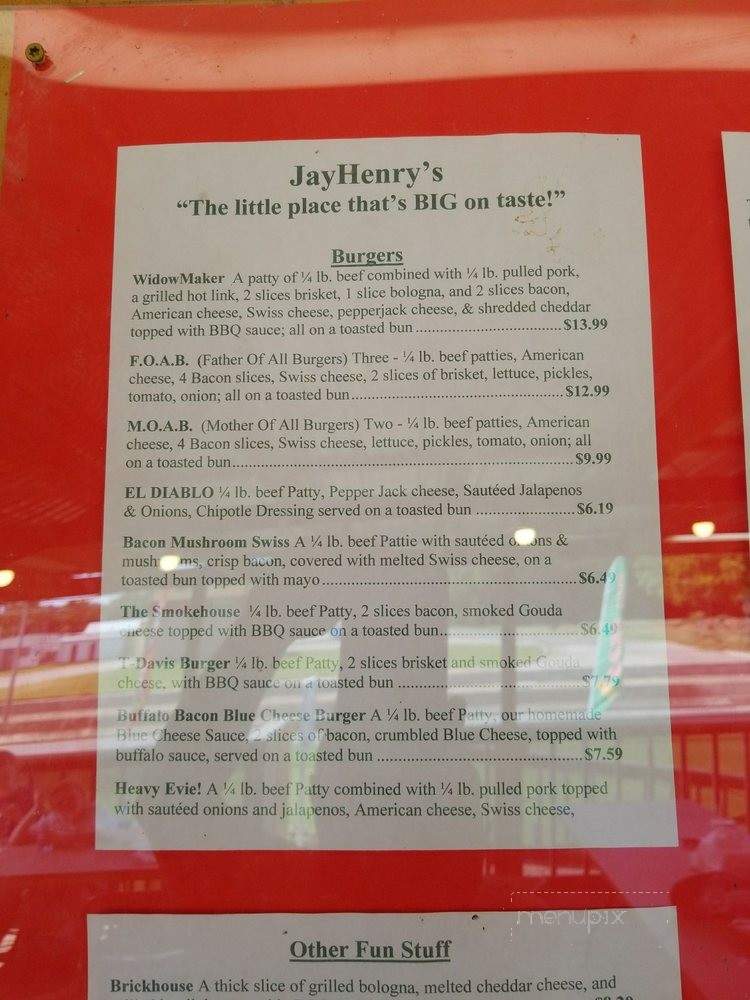 JayHenry's
"The little place that's BIG on taste!"
Burgers
WidowMaker A patty of ¼ lb. beef combined with ¼ lb. pulled pork,
a grilled hot link, 2 slices brisket, 1 slice bologna, and 2 slices bacon,
American cheese, Swiss cheese, pepperjack cheese, & shredded cheddar
topped with BBQ sauce; all on a toasted bun ................................ $13.99
F.O.A.B. (Father Of All Burgers) Three - ¼ lb. beef patties, American
cheese, 4 Bacon slices, Swiss cheese, 2 slices of brisket, lettuce, pickles,
tomato, onion; all on a toasted bun............................................... $12.99
M.O.A.B. (Mother Of All Burgers) Two - ¼ lb. beef patties, American
cheese, 4 Bacon slices, Swiss cheese, lettuce, pickles, tomato, onion; all
on a toasted bun............................................................................ $9.99
EL DIABLO ¼ lb. beef Patty, Pepper Jack cheese, Sautéed Jalapenos
& Onions, Chipotle Dressing served on a toasted bun ...................... $6.19
Bacon Mushroom Swiss A ¼ lb. beef Pattie with sautéed onions &
mushrooms, crisp bacon, covered with melted Swiss cheese, on a
toasted bun topped with mayo........................................................ $6.49
The Smokehouse ¼ lb. beef Patty, 2 slices bacon, smoked Gouda
cheese topped with BBQ sauce on a toasted bun.............................. $6.49
T-Davis Burger ¼ lb. beef Patty, 2 slices brisket and smoked Gouda
cheese, with BBQ sauce on a toasted bun ........................................ $7.79
Buffalo Bacon Blue Cheese Burger A ¼ lb. beef Patty, our homemade
Blue Cheese Sauce, 2 slices of bacon, crumbled Blue Cheese, topped with
buffalo sauce, served on a toasted bun ............................................ $7.59
Heavy Evie! A ¼ lb. beef Patty combined with ¼ lb. pulled pork topped
with sautéed onions and jalapenos, American cheese, Swiss cheese,
menupix
Other Fun Stuff
Brickhouse A thick slice of grilled bologna, melted cheddar cheese, and